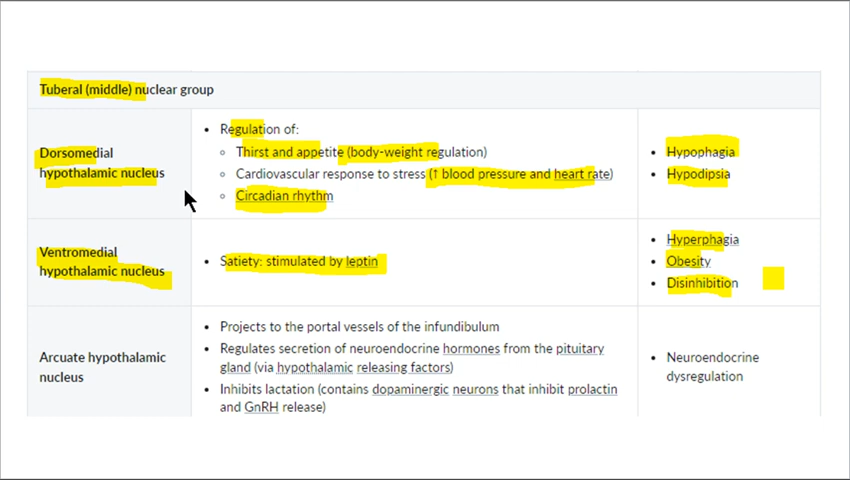 Tuberal (middle) nuclear group
Dorsomedial
hypothalamic nucleus
Regulation of:
Thirst and appetite (body-weight regulation)
Cardiovascular response to stress (↑ blood pressure and heart rate)
Circadian rhythm
Hypophagia
Hypodipsia
Ventromedial
hypothalamic nucleus
Satiety: stimulated by leptin
Hyperphagia
Obesity
Disinhibition
Arcuate hypothalamic
nucleus
Projects to the portal vessels of the infundibulum
Regulates secretion of neuroendocrine hormones from the pituitary
gland (via hypothalamic releasing factors)
Inhibits lactation (contains dopaminergic neurons that inhibit prolactin
and GnRH release)
Neuroendocrine
dysregulation